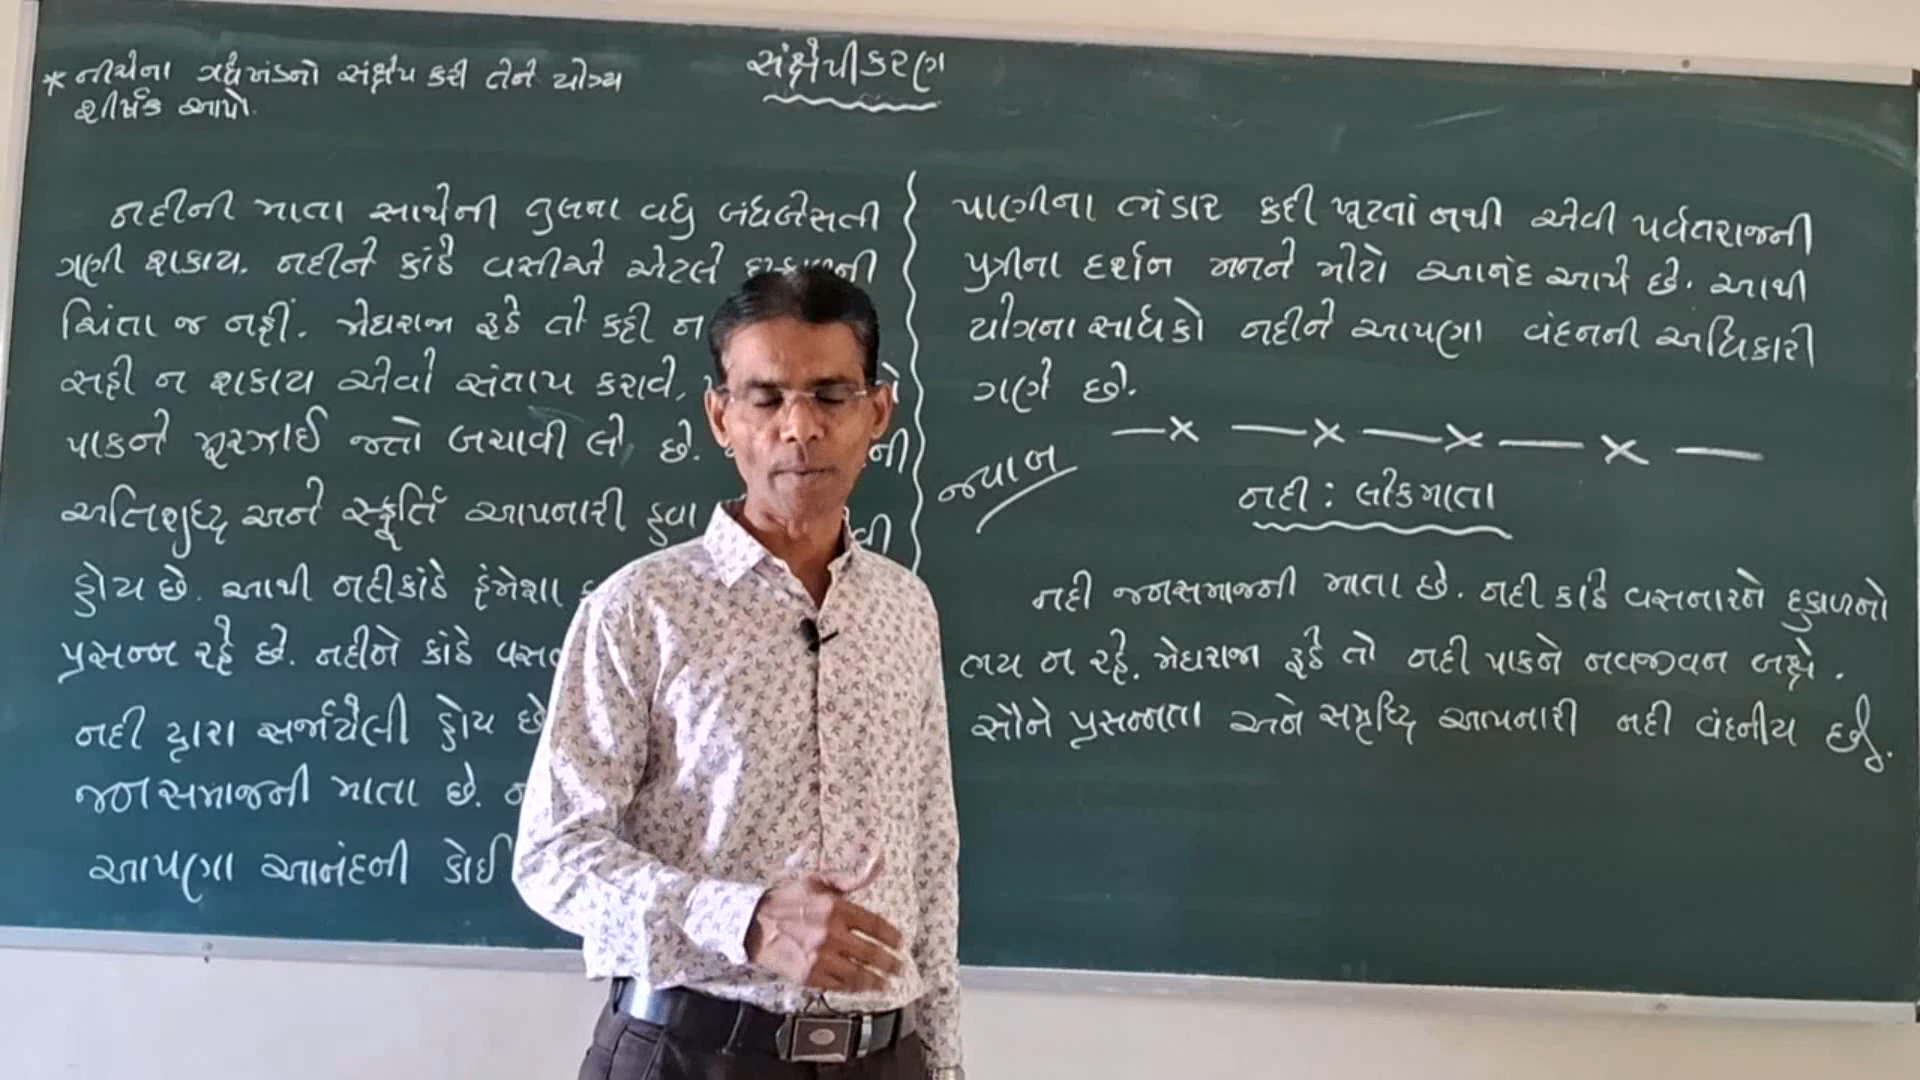 સંક્ષેપીકરણ
* નીચેના ગદ્યખંડનો સંક્ષેપ કરી તેને યોગ્ય
શીર્ષક આપો.
નદીની માતા સાથેની તુલના વધુ બંધબેસતી
ગણી શકાય. નદીને કાંઠે વસીએ એટલે
ચિંતા જ નહીં. મેઘરાજા રૂઠે તો કદી ન
સહી ન શકાય એવો સંતાપ કરાવે,
પાકને મૂરઝાઈ જતો બચાવી લે, છે.
અતિશુદ્ધ અને સ્ફૂર્તિ આપનારી હવા
હોય છે. આથી નદીકાંઠે હંમેશા
પ્રસન્ન રહે છે. નદીને કાંઠે
નદી દ્વારા સર્જાયેલી હોય છે
જનસમાજની માતા છે.
આપણા આનંદની કોઈ
પાણીના ભંડાર કદી ખૂટતાં નથી એવી પર્વતરાજની
પુત્રીના દર્શન મનને મોટો આનંદ આપે છે. આથી
યોગના સાધકો નદીને આપણા વંદનની અધિકારી
ગણે છે.
—x —x —x —x —
જવાબ
નદી : લોકમાતા
નદી જનસમાજની માતા છે. નદી કાંઠે વસનારને દુકાળનો
ભય ન રહે. મેઘરાજા રૂઠે તો નદી પાકને નવજીવન બક્ષે.
સૌને પ્રસન્નતા અને સમૃદ્ધિ આપનારી નદી વંદનીય છે.